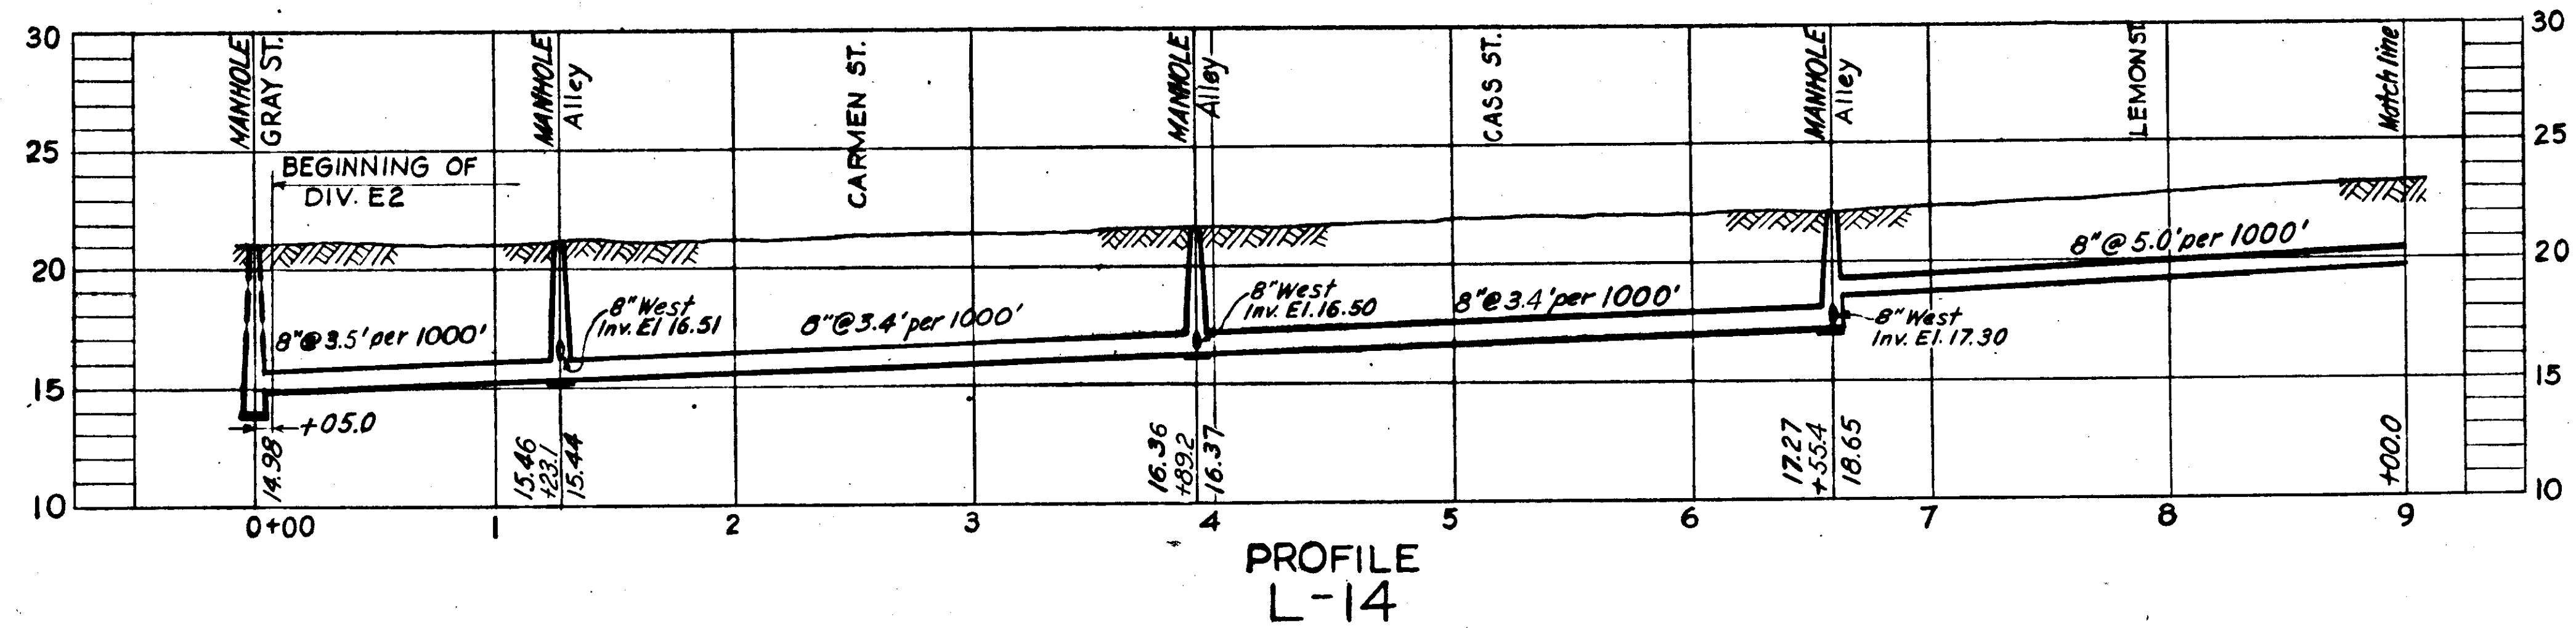 30
25
20
15
10
MANHOLE
GRAY ST.
MANHOLE
Alley
CARMEN ST.
MANHOLE
Alley
CASS ST.
MANHOLE
Alley
LEMON ST
Match line
30
25
20
15
10
BEGINNING OF
DIV. E2
8"@3.5'per 1000'
8"West
Inv. El 16.51
8"@3.4'per 1000'
8"West
Inv. El. 16.50
8"@3.4'per 1000'
8"West
Inv. El. 17.30
8"@5.0'per 1000'
+05.0
14.98
15.46
+23.1
15.44
16.36
+89.2
16.37
17.27
+55.4
18.65
+00.0
0+00
1
2
3
4
5
6
7
8
9
PROFILE
L-14